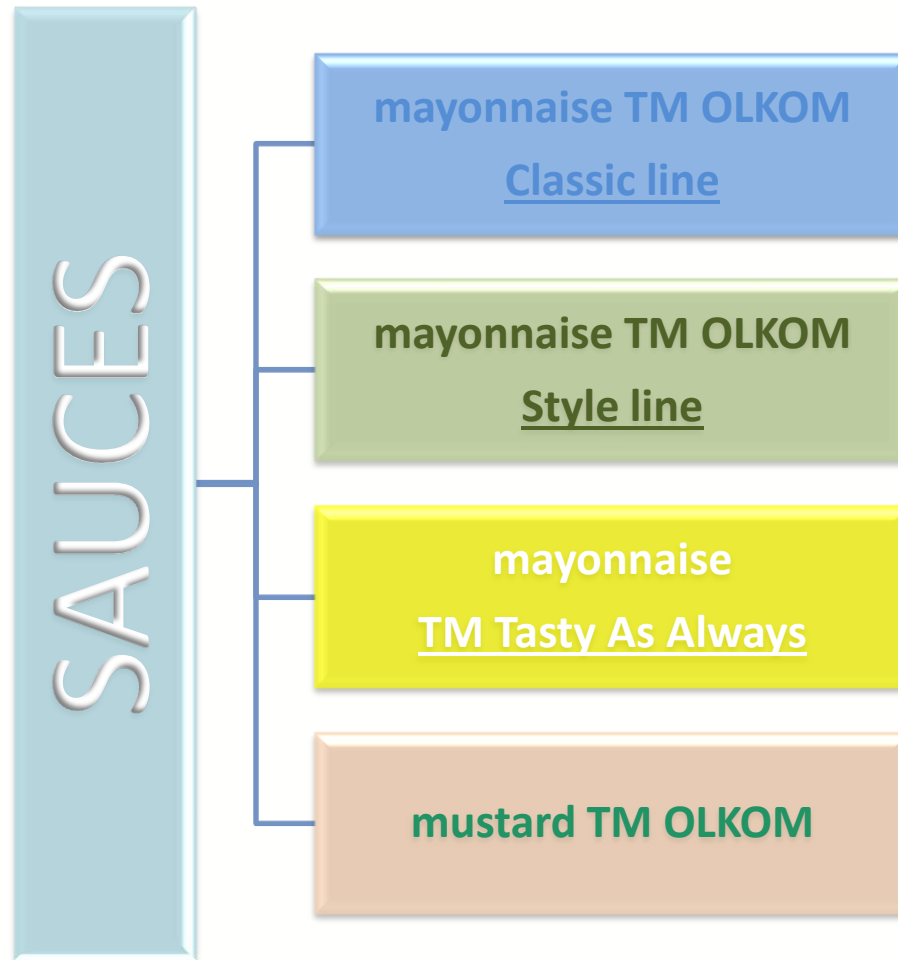 SAUCES
mayonnaise TM OLKOM
Classic line
mayonnaise TM OLKOM
Style line
mayonnaise
TM Tasty As Always
mustard TM OLKOM